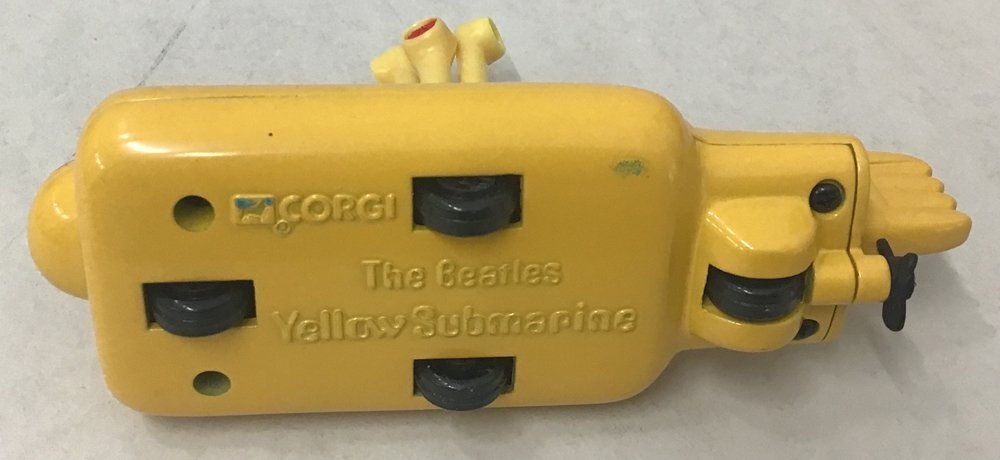 CORGI
The Beatles
Yellow Submarine